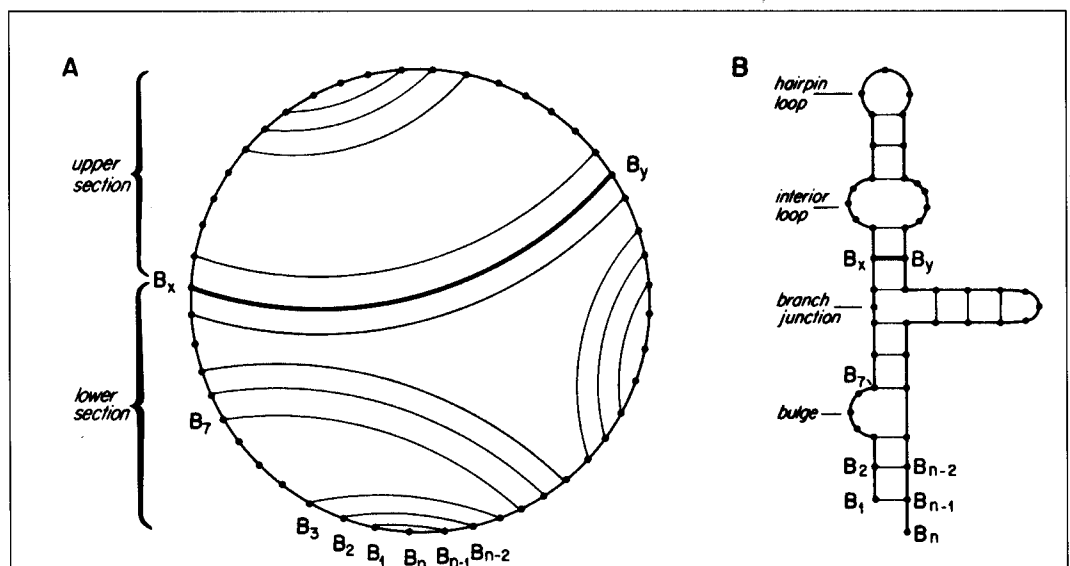 A
upper
section
lower
section
Bx
By
B7
B3
B2
B1
Bn
Bn-1
Bn-2
B
hairpin
loop
interior
loop
Bx
By
branch
junction
B7
bulge
B2
Bn-2
B1
Bn-1
Bn